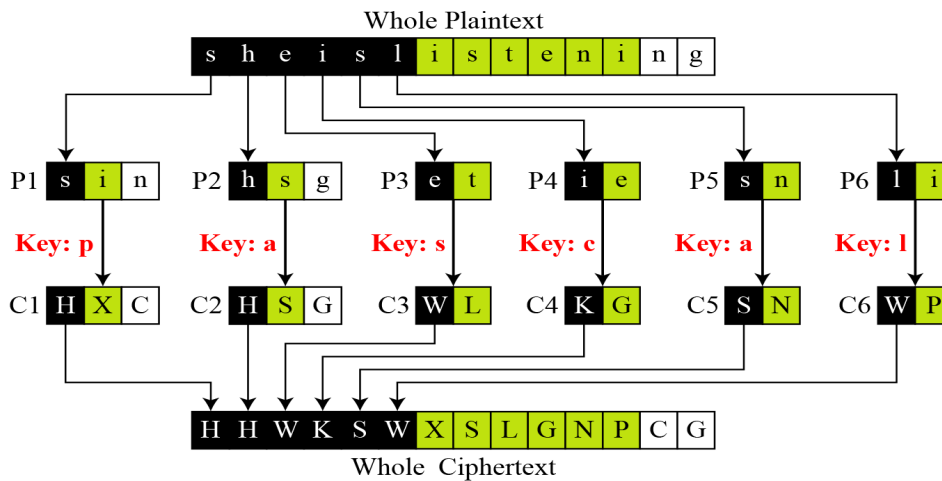 Whole Plaintext
s h e i s l i s t e n i n g
P1 s i n P2 h s g P3 e t P4 i e P5 s n P6 l i
Key: p Key: a Key: s Key: c Key: a Key: l
C1 H X C C2 H S G C3 W L C4 K G C5 S N C6 W P
H H W K S W X S L G N P C G
Whole Ciphertext